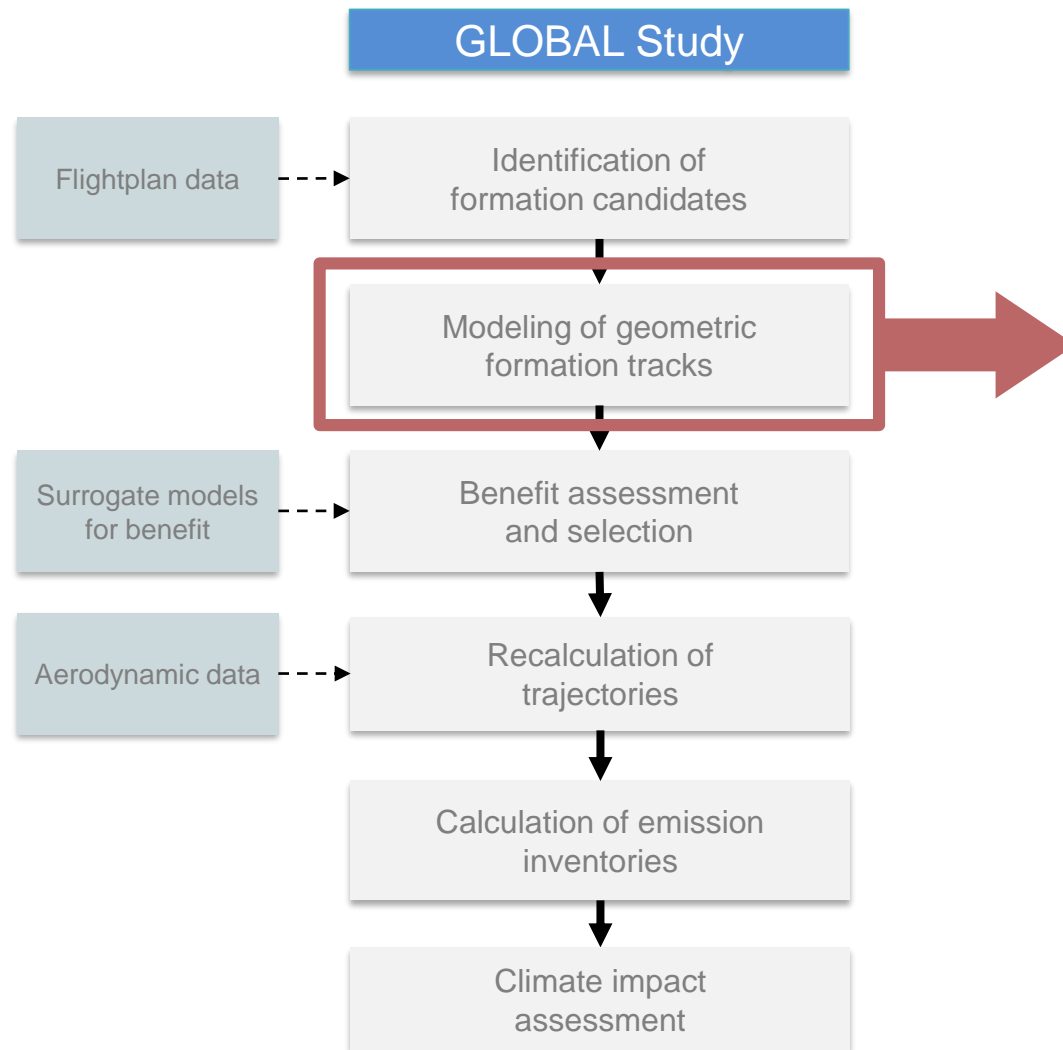 GLOBAL Study
Flightplan data
Identification of
formation candidates
Modeling of geometric
formation tracks
Surrogate models
for benefit
Benefit assessment
and selection
Aerodynamic data
Recalculation of
trajectories
Calculation of emission
inventories
Climate impact
assessment